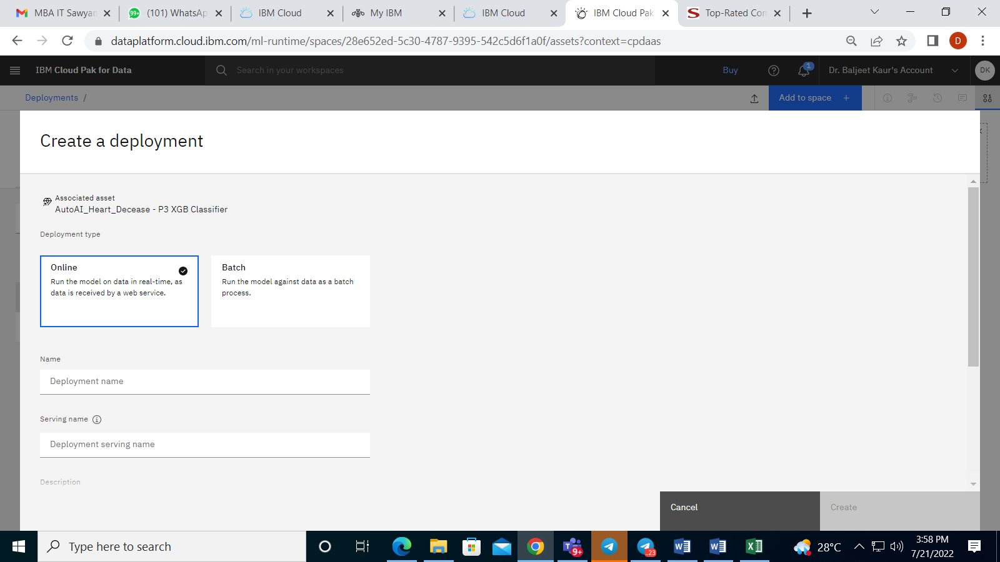 MBA IT Sawyar
99+
(101) WhatsAp
IBM Cloud
My IBM
IBM Cloud
IBM Cloud Pak
S
Top-Rated Con
dataplatform.cloud.ibm.com/ml-runtime/spaces/28e652ed-5c30-4787-9395-542c5d6f1a0f/assets?context=cpdaas
D
IBM Cloud Pak for Data
Search in your workspaces
Buy
1
Dr. Baljeet Kaur's Account
DK
Deployments /
Add to space +
Create a deployment
Associated asset
AutoAI_Heart_Decease - P3 XGB Classifier
Deployment type
Online
Run the model on data in real-time, as
data is received by a web service.
Batch
Run the model against data as a batch
process.
Name
Deployment name
Serving name
Deployment serving name
Description
Cancel
Create
Type here to search
9+
..23
28°C
3:58 PM
7/21/2022